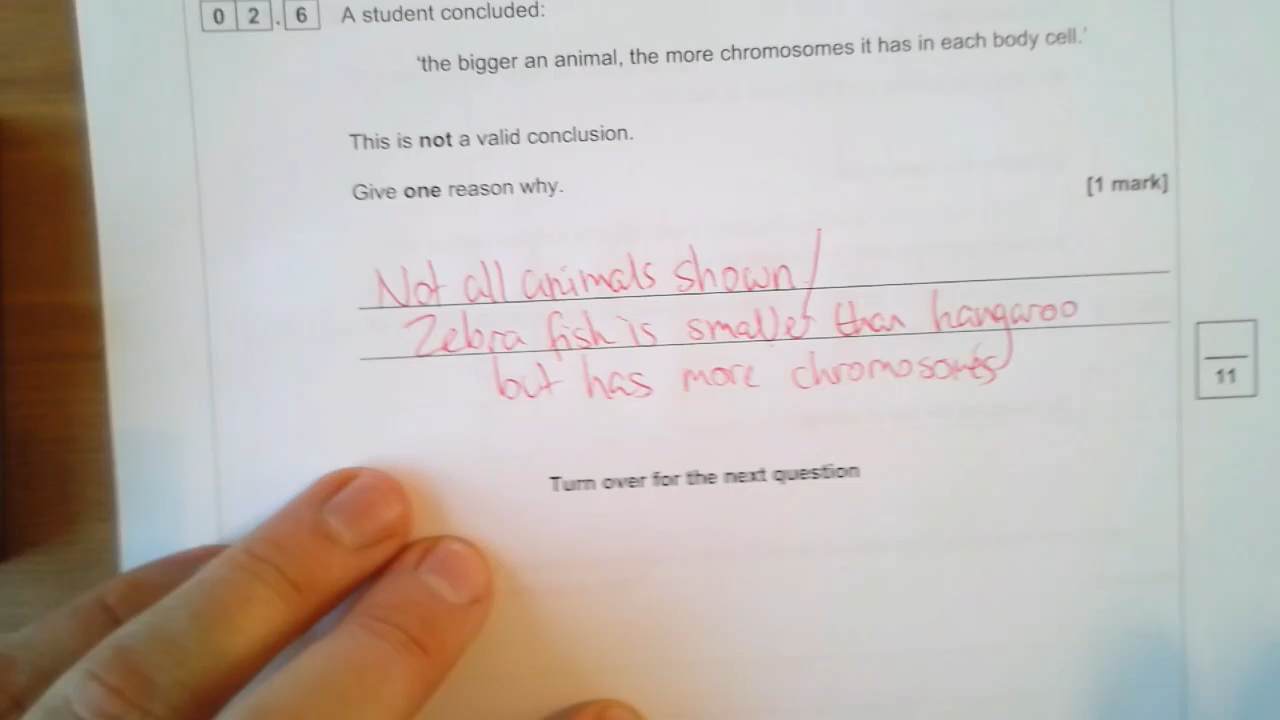 02.6 A student concluded:
'the bigger an animal, the more chromosomes it has in each body cell.'
This is not a valid conclusion.
Give one reason why.
[1 mark]
Not all animals shown/
Zebra fish is smaller than kangaroo
but has more chromosomes
11
Turn over for the next question